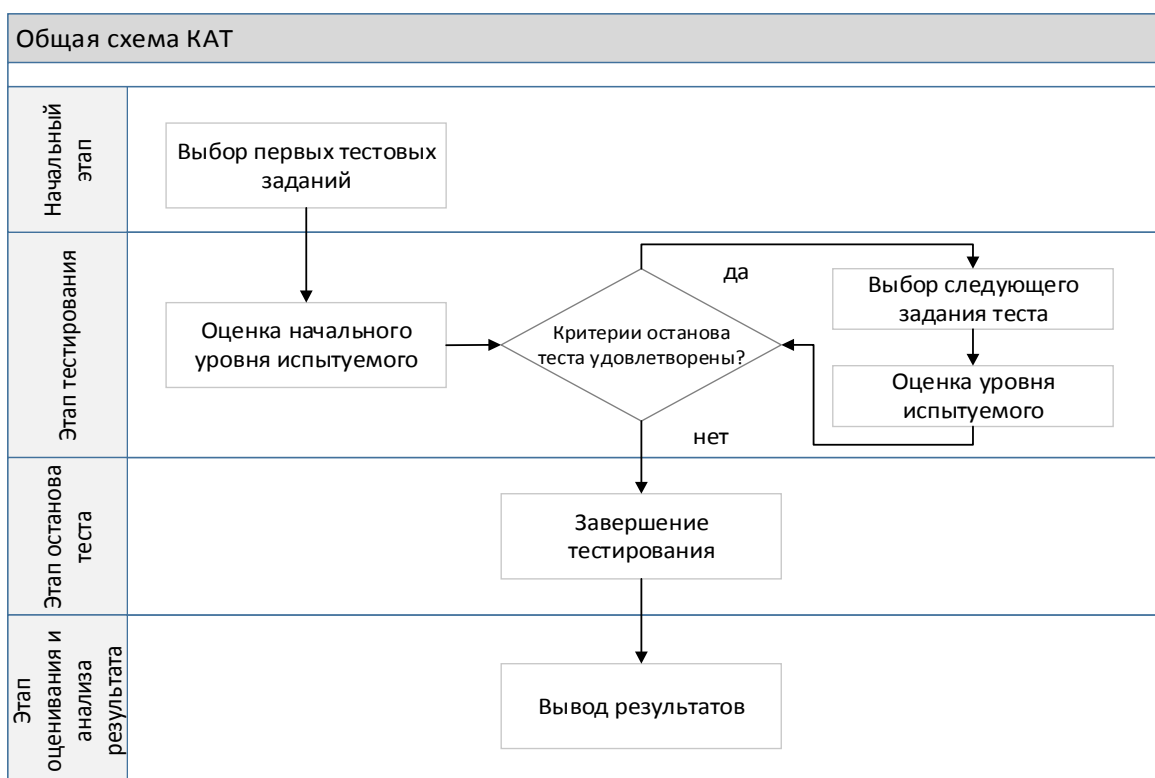 Общая схема КАТ
Начальный
этап
Выбор первых тестовых
заданий
Этап тестирования
Оценка начального
уровня испытуемого
Критерии останова
теста удовлетворены?
да
нет
Выбор следующего
задания теста
Оценка уровня
испытуемого
Этап останова
теста
Завершение
тестирования
Этап
оценивания и
анализа
результата
Вывод результатов